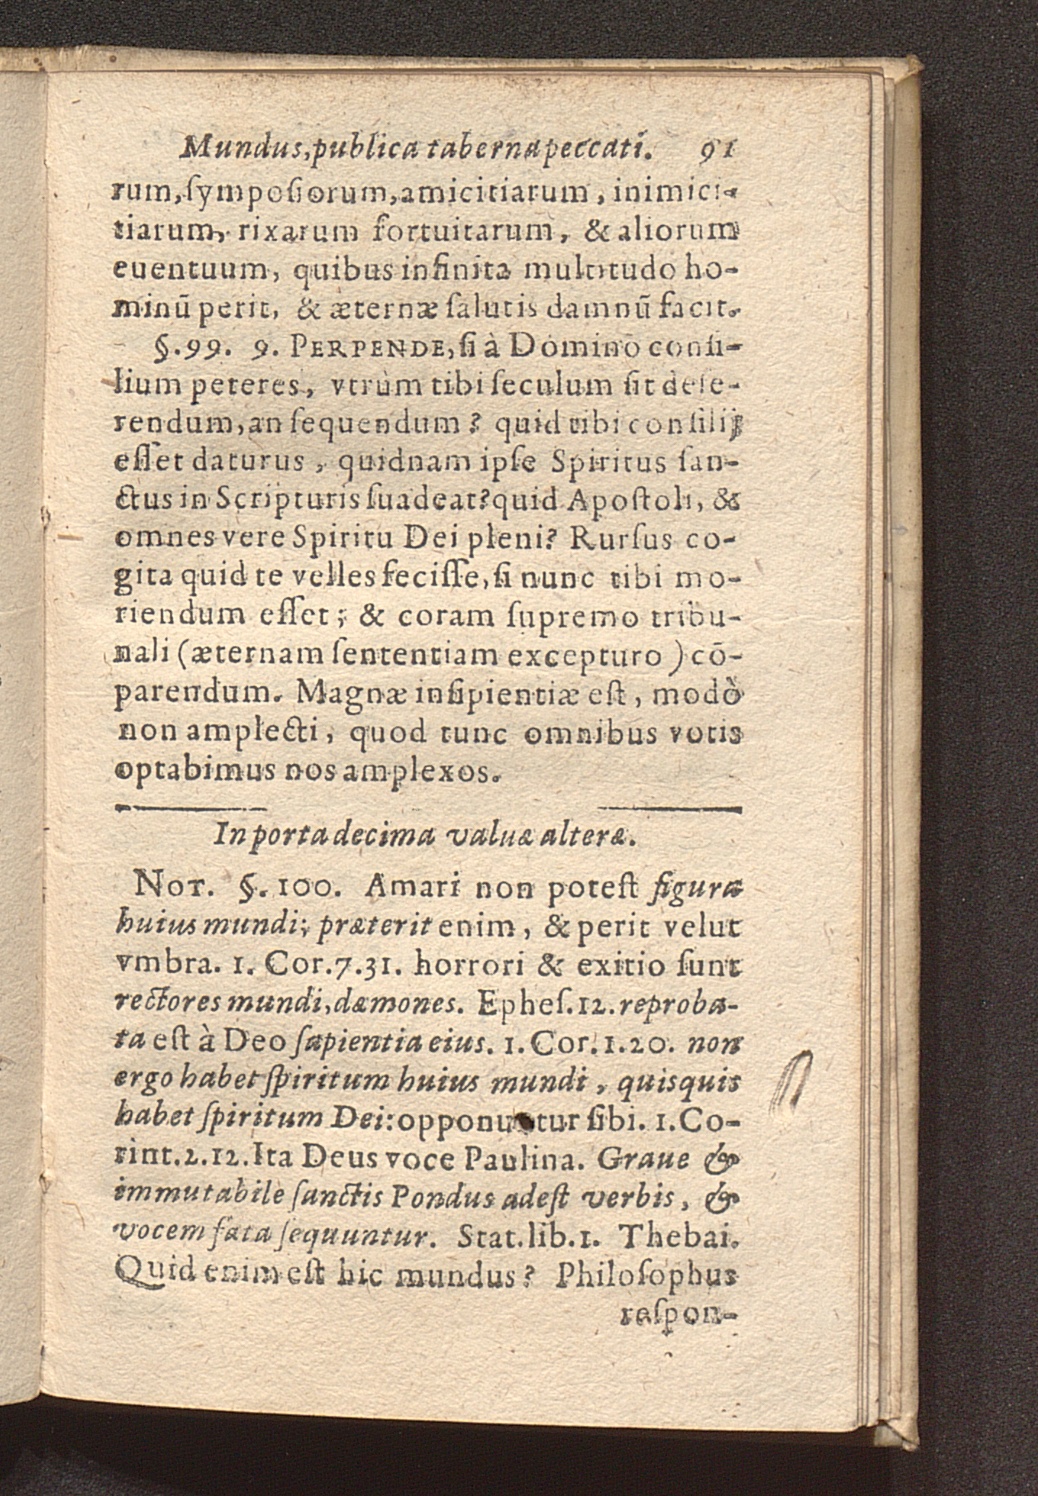 Mundus, publica taberna peccati. 91
rum, ſympoſiorum, amicitiarum, inimici-
tiarum, rixarum fortuitarum, & aliorum
euentuum, quibus infinita multitudo ho-
minū perit, & æternæ ſalutis damnū facit.
§. 99. 9. PERPENDE, ſi à Domino conſi-
lium peteres, vtrùm tibi ſeculum ſit deſe-
rendum, an ſequendum? quid tibi conſilij
eſſet daturus, quidnam ipſe Spiritus ſan-
ctus in Scripturis ſuadeat? quid Apoſtoli, &
omnes vere Spiritu Dei pleni? Rurſus co-
gita quid te velles feciſſe, ſi nunc tibi mo-
riendum eſſet; & coram ſupremo tribu-
nali (æternam ſententiam excepturo) cō-
parendum. Magnæ inſipientiæ eſt, modò
non amplecti, quod tunc omnibus votis
optabimus nos amplexos.
In porta decima valuæ alteræ.
NOT. §. 100. Amari non poteſt figura
huius mundi; præterit enim, & perit velut
vmbra. 1. Cor. 7. 31. horrori & exitio ſunt
rectores mundi, dæmones. Epheſ. 12. reproba-
ta eſt à Deo ſapientia eius. 1. Cor. 1. 20. non
ergo habet ſpiritum huius mundi, quisquis
habet ſpiritum Dei: opponuntur ſibi. 1. Co-
rint. 2. 12. Ita Deus voce Paulina. Graue &
immutabile ſanctis Pondus adeſt verbis, &
vocem fata ſequuntur. Stat. lib. 1. Thebai.
Quid enim eſt hic mundus? Philoſophus
reſpon-